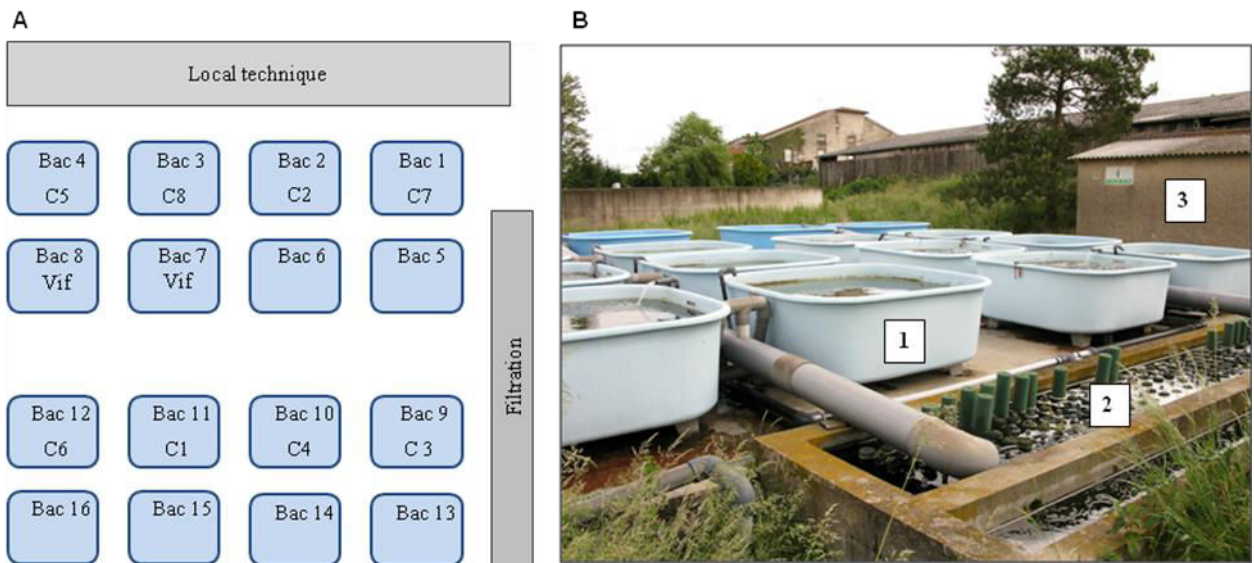 A
B
Local technique
Bac 4
C5
Bac 3
C8
Bac 2
C2
Bac 1
C7
Bac 8
Vif
Bac 7
Vif
Bac 6
Bac 5
Filtration
Bac 12
C6
Bac 11
C1
Bac 10
C4
Bac 9
C 3
Bac 16
Bac 15
Bac 14
Bac 13
1
2
3